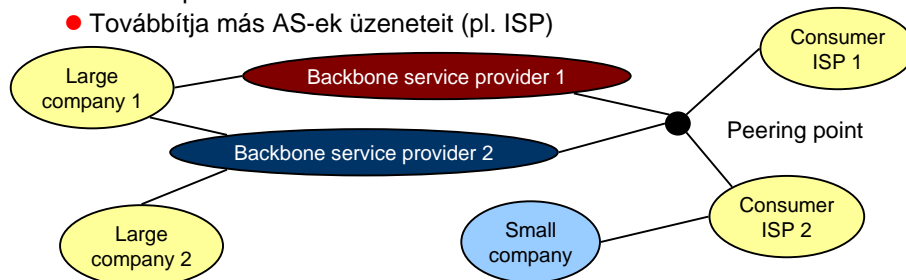 ● Továbbítja más AS-ek üzeneteit (pl. ISP)
Consumer
ISP 1
Large
company 1
Backbone service provider 1
Peering point
Backbone service provider 2
Consumer
ISP 2
Small
company
Large
company 2